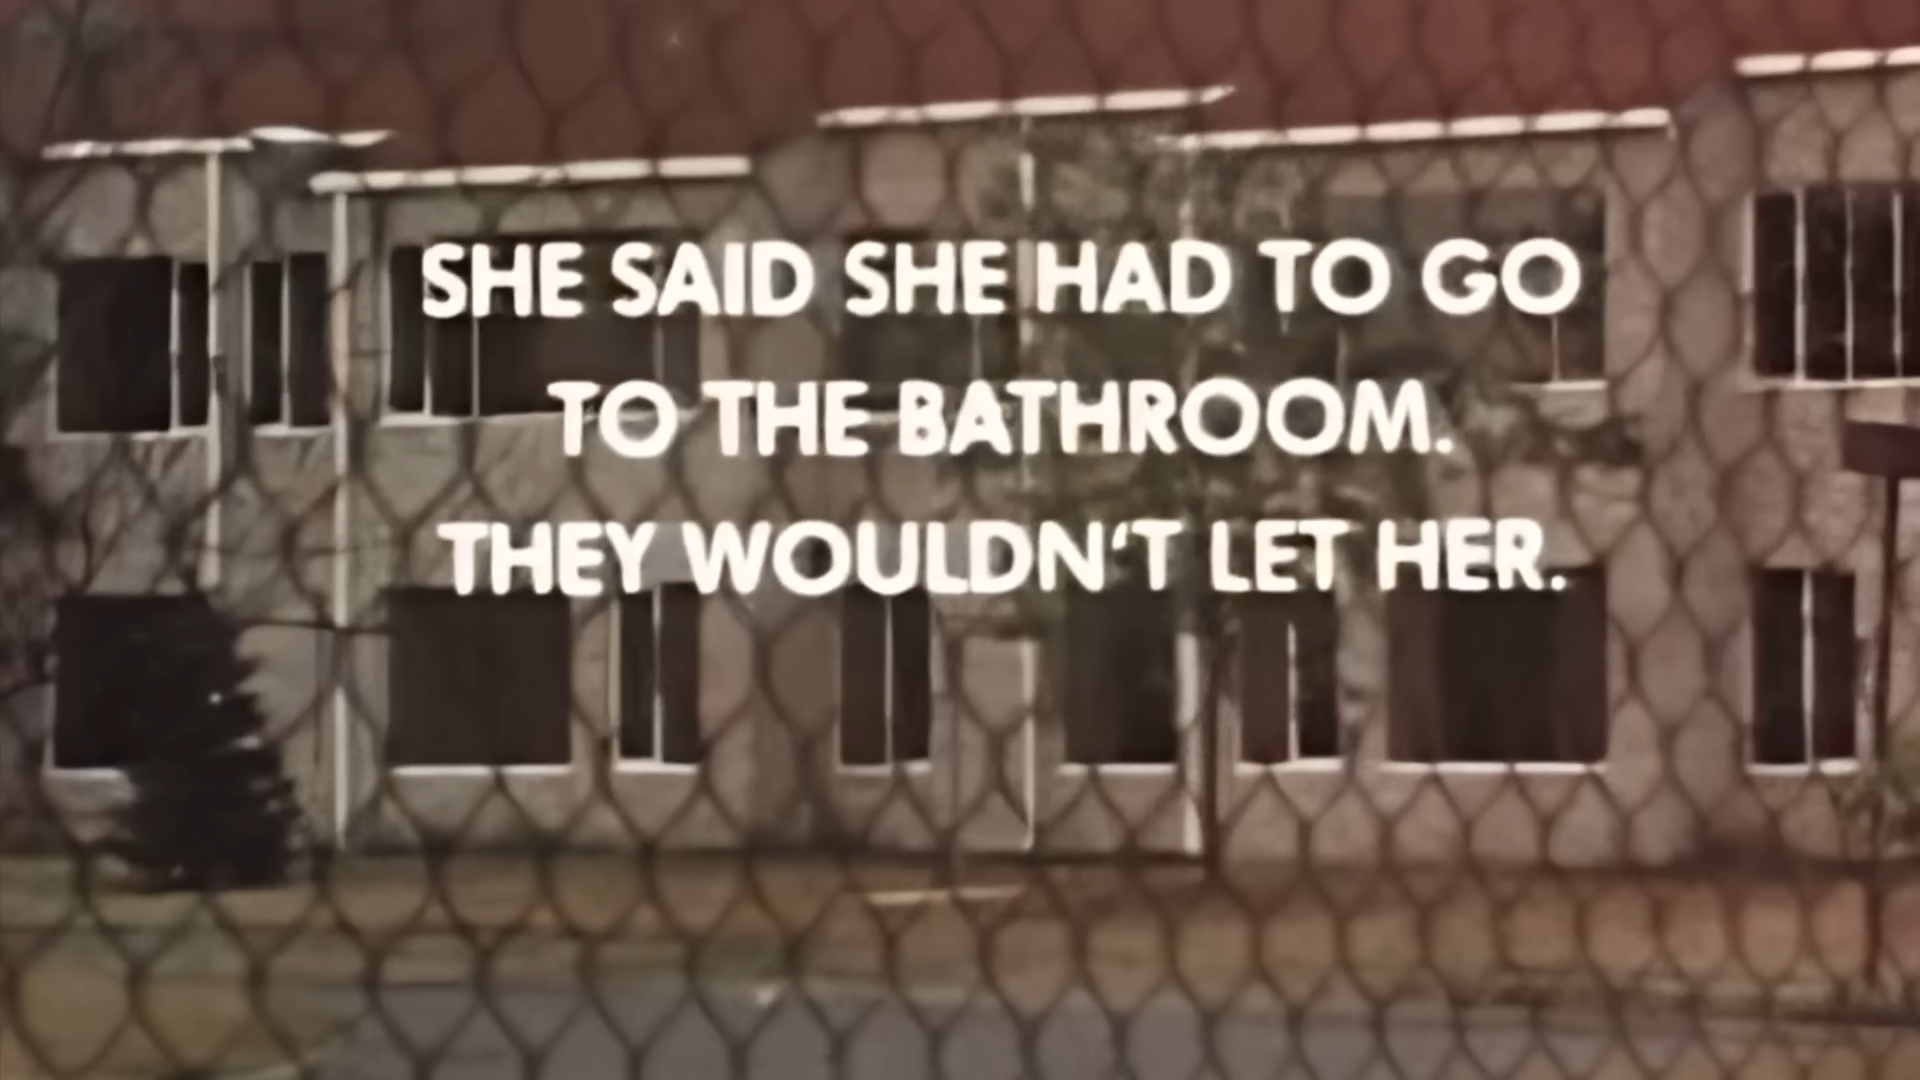 SHE SAID SHE HAD TO GO
TO THE BATHROOM.
THEY WOULDN'T LET HER.